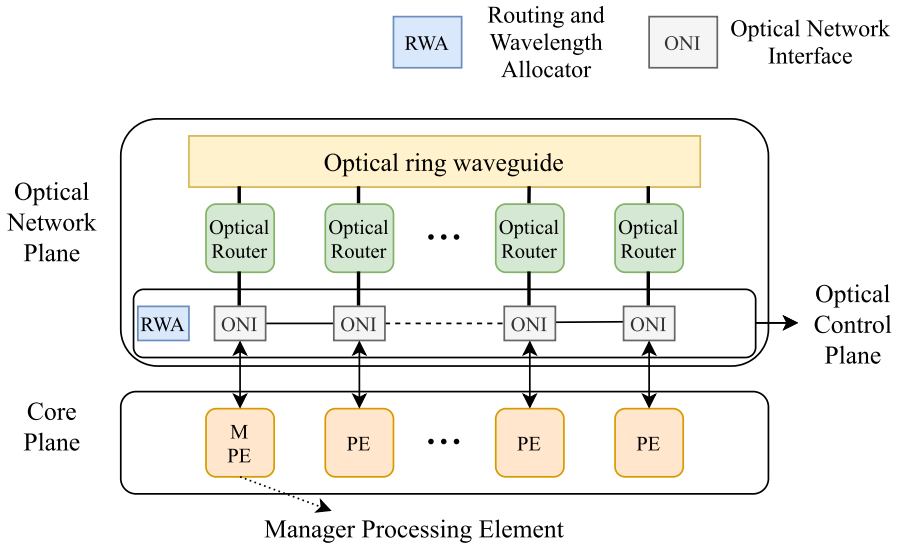 RWA
Routing and
Wavelength
Allocator
ONI
Optical Network
Interface
Optical
Network
Plane
Optical ring waveguide
Optical
Router
Optical
Router
...
Optical
Router
Optical
Router
RWA
ONI
ONI
ONI
ONI
Optical
Control
Plane
Core
Plane
M
PE
PE
...
PE
PE
Manager Processing Element